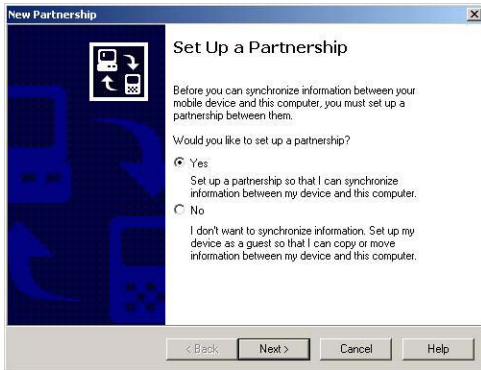 New Partnership
Set Up a Partnership
Before you can synchronize information between your
mobile device and this computer, you must set up a
partnership between them.
Would you like to set up a partnership?
Yes
Set up a partnership so that I can synchronize
information between my device and this computer.
No
I don't want to synchronize information. Set up my
device as a guest so that I can copy or move
information between my device and this computer.
< Back Next > Cancel Help